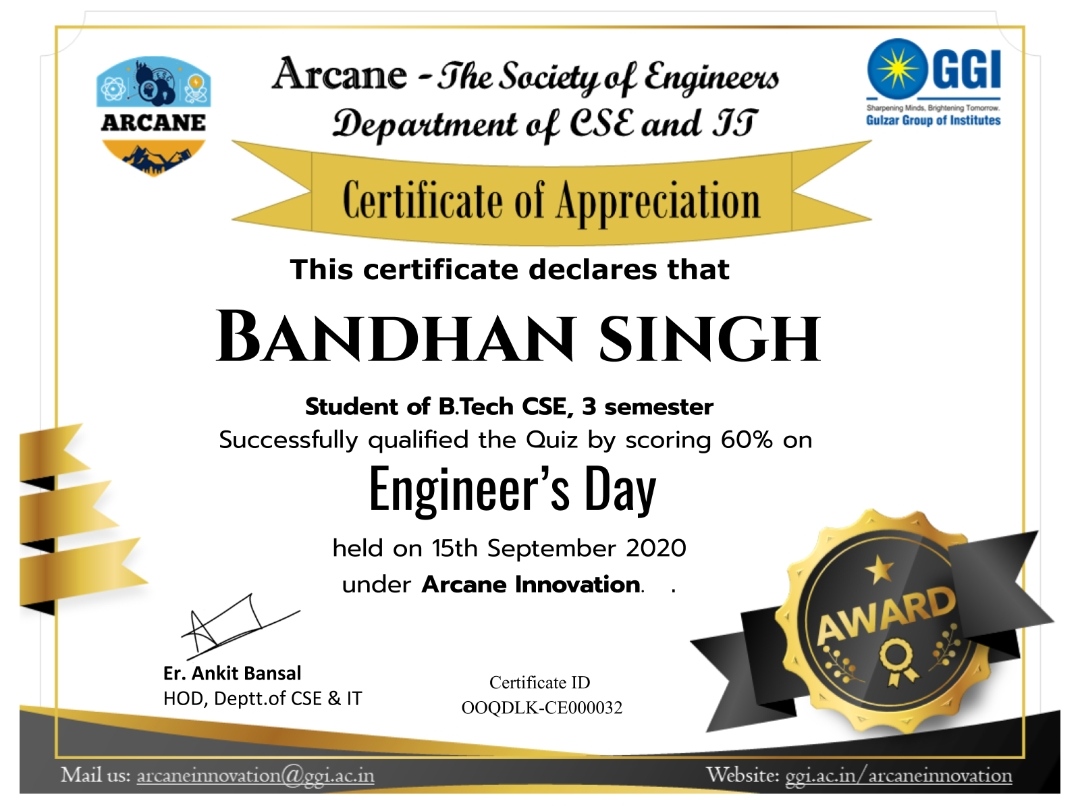 ARCANE
Arcane - The Society of Engineers
Department of CSE and IT
GGI
Sharpening Minds, Brightening Tomorrow.
Gulzar Group of Institutes
Certificate of Appreciation
This certificate declares that
BANDHAN SINGH
Student of B.Tech CSE, 3 semester
Successfully qualified the Quiz by scoring 60% on
Engineer's Day
held on 15th September 2020
under Arcane Innovation. .
AWARD
Er. Ankit Bansal
HOD, Deptt.of CSE & IT
Certificate ID
OOQDLK-CE000032
Mail us: arcaneinnovation@ggi.ac.in
Website: ggi.ac.in/arcaneinnovation